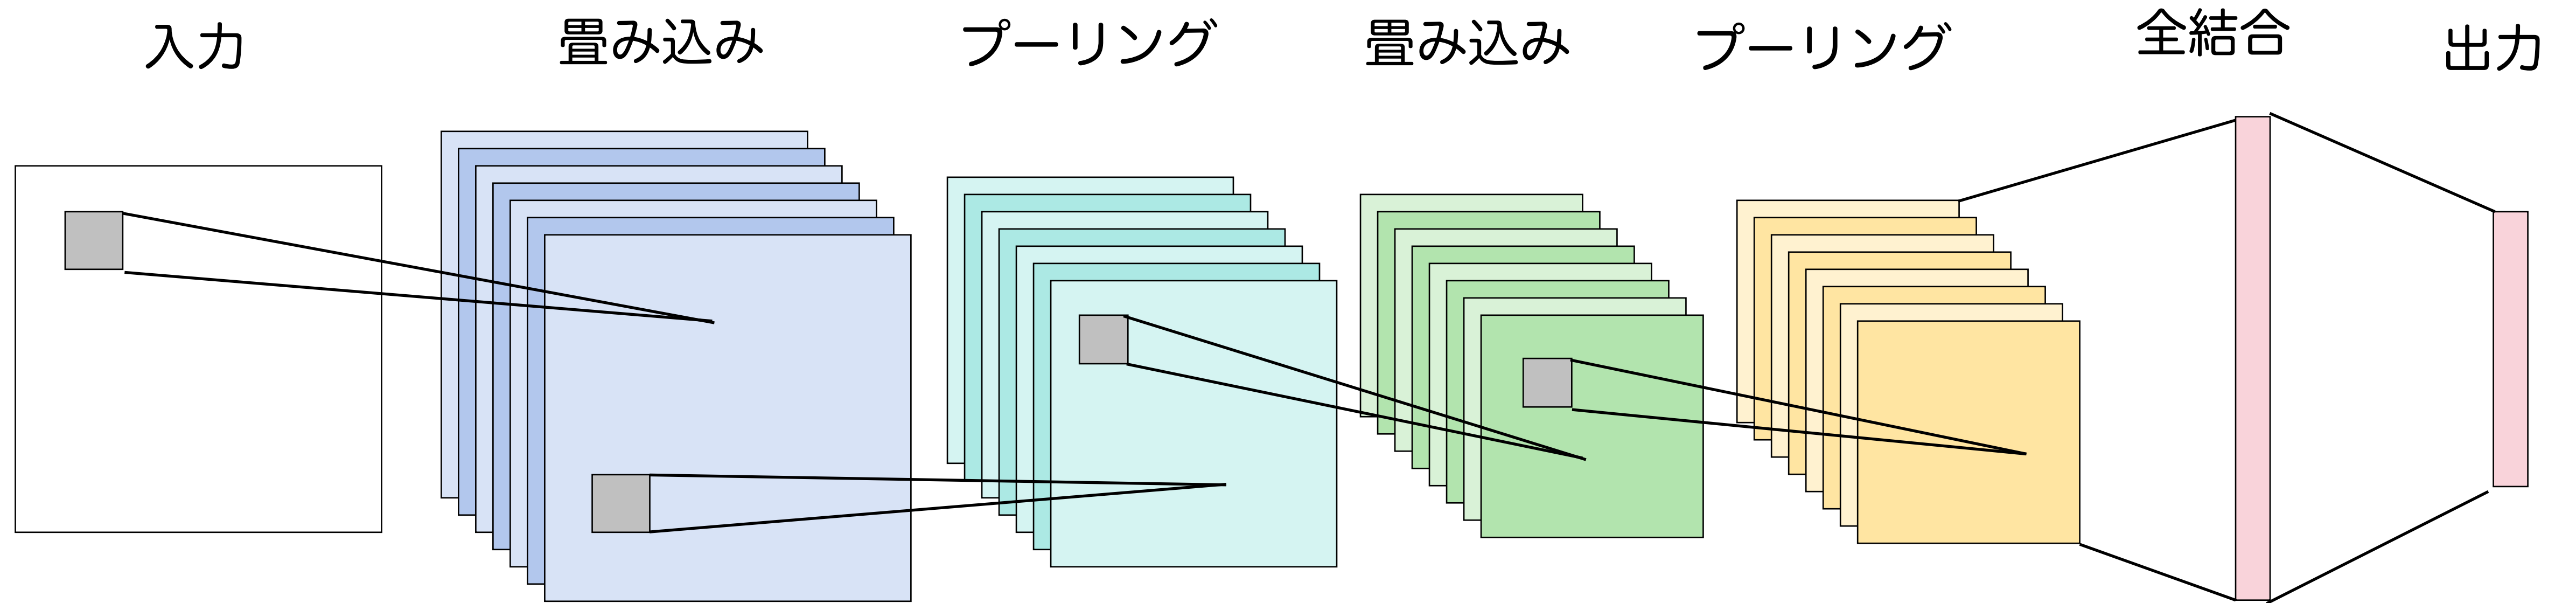 入力
畳み込み
プーリング
畳み込み
プーリング
全結合
出力